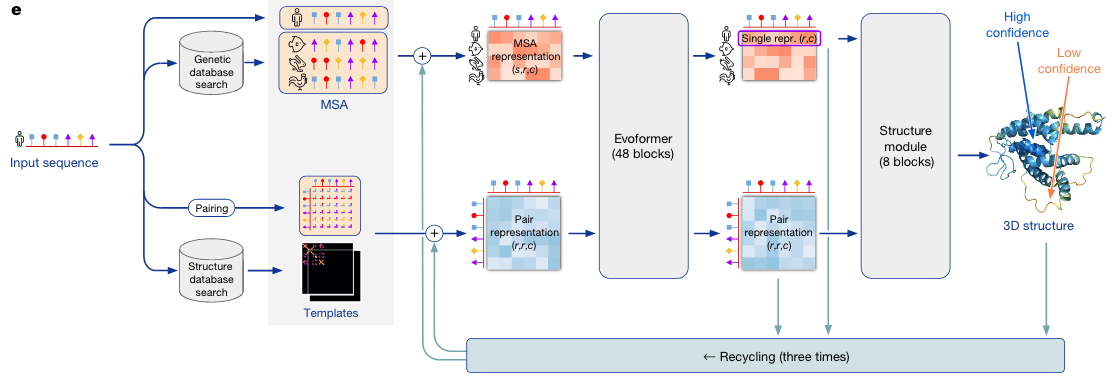 e
Input sequence
Genetic
database
search
MSA
Pairing
Structure
database
search
Templates
+
+
MSA
representation
(s,r,c)
Pair
representation
(r,r,c)
Evoformer
(48 blocks)
Single repr. (r,c)
Pair
representation
(r,r,c)
Structure
module
(8 blocks)
High
confidence
Low
confidence
3D structure
← Recycling (three times)